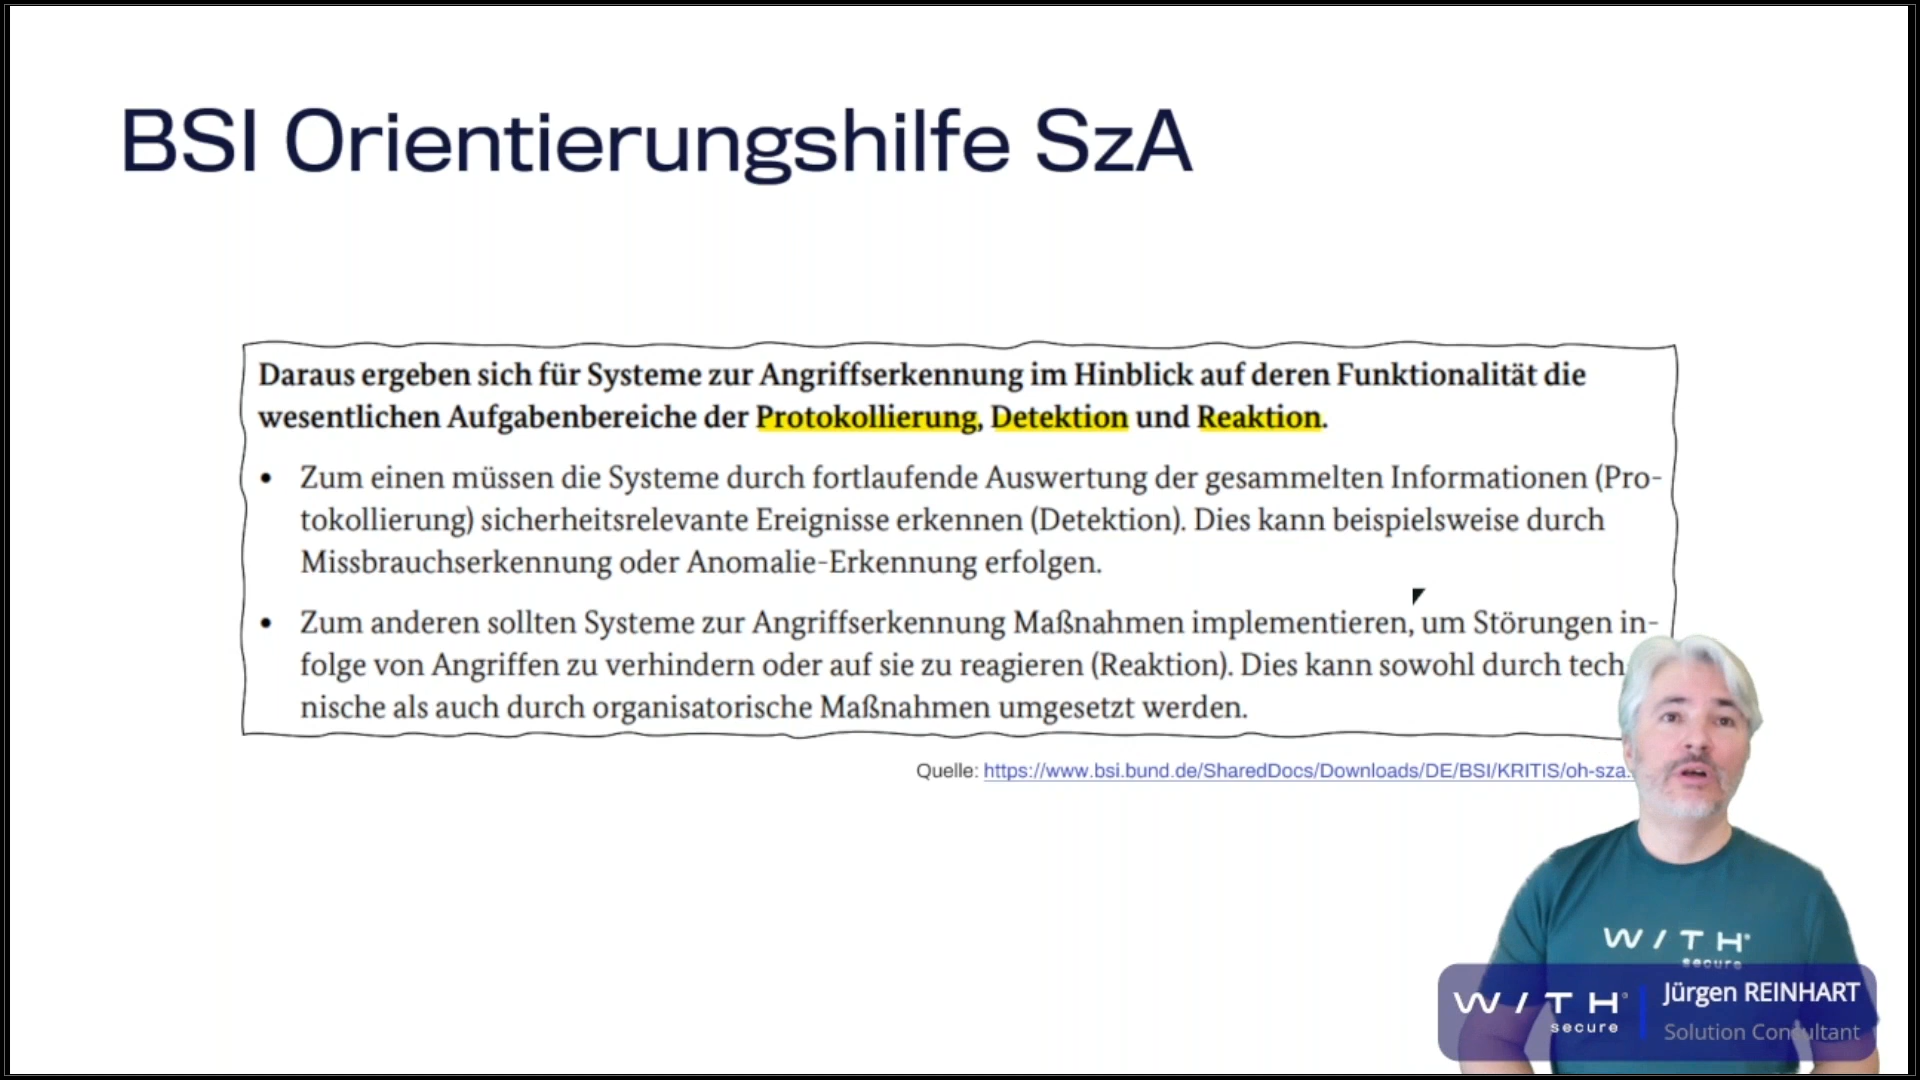 BSI Orientierungshilfe SzA
Daraus ergeben sich für Systeme zur Angriffserkennung im Hinblick auf deren Funktionalität die
wesentlichen Aufgabenbereiche der Protokollierung, Detektion und Reaktion.
• Zum einen müssen die Systeme durch fortlaufende Auswertung der gesammelten Informationen (Pro-
tokollierung) sicherheitsrelevante Ereignisse erkennen (Detektion). Dies kann beispielsweise durch
Missbrauchserkennung oder Anomalie-Erkennung erfolgen.
• Zum anderen sollten Systeme zur Angriffserkennung Maßnahmen implementieren, um Störungen in-
folge von Angriffen zu verhindern oder auf sie zu reagieren (Reaktion). Dies kann sowohl durch tech
nische als auch durch organisatorische Maßnahmen umgesetzt werden.
Quelle: https://www.bsi.bund.de/SharedDocs/Downloads/DE/BSI/KRITIS/oh-sza.
W/TH
secure
W/TH
secure
Jürgen REINHART
Solution Consultant